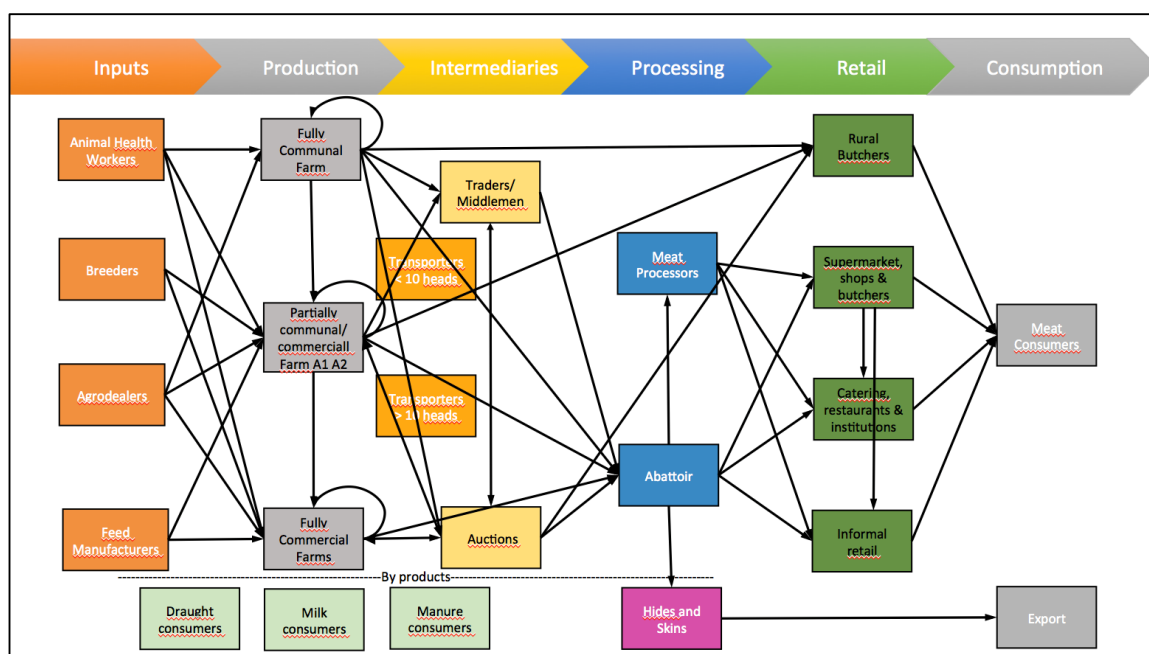 Inputs
Production
Intermediaries
Processing
Retail
Consumption
Animal Health
Workers
Fully
Communal
Farm
Rural
Butchers
Traders/
Middlemen
Breeders
Transporters
< 10 heads
Meat
Processors
Supermarket,
shops &
butchers
Partially
communal/
commerciall
Farm A1 A2
Meat
Consumers
Agrodealers
Transporters
> 10 heads
Catering,
restaurants &
institutions
Abattoir
Feed
Manufacturers
Fully
Commercial
Farms
Auctions
Informal
retail
By products
Draught
consumers
Milk
consumers
Manure
consumers
Hides and
Skins
Export